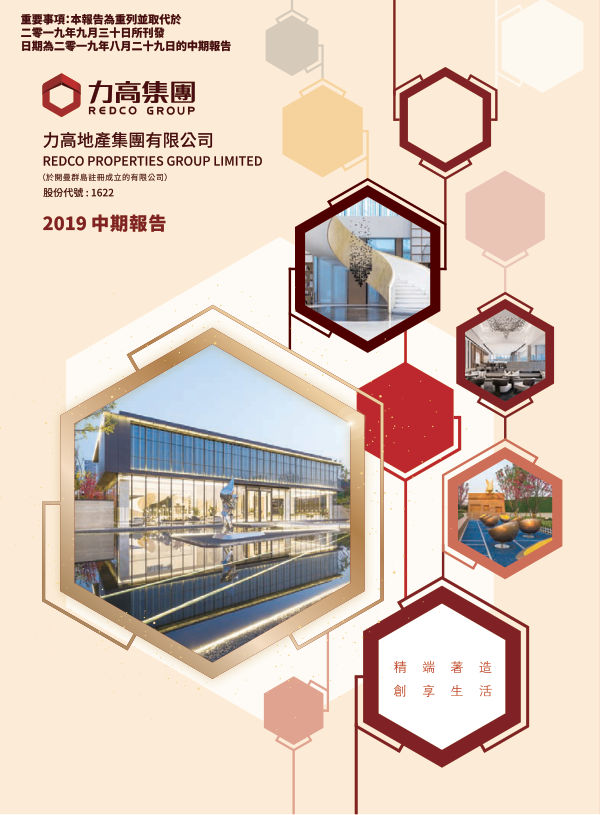 重要事項：本報告為重列並取代於
二零一九年九月三十日所刊發
日期為二零一九年八月二十九日的中期報告
力高集團
REDCO GROUP
力高地產集團有限公司
REDCO PROPERTIES GROUP LIMITED
（於開曼群島註冊成立的有限公司）
股份代號 : 1622
2019 中期報告
精端著造
創享生活